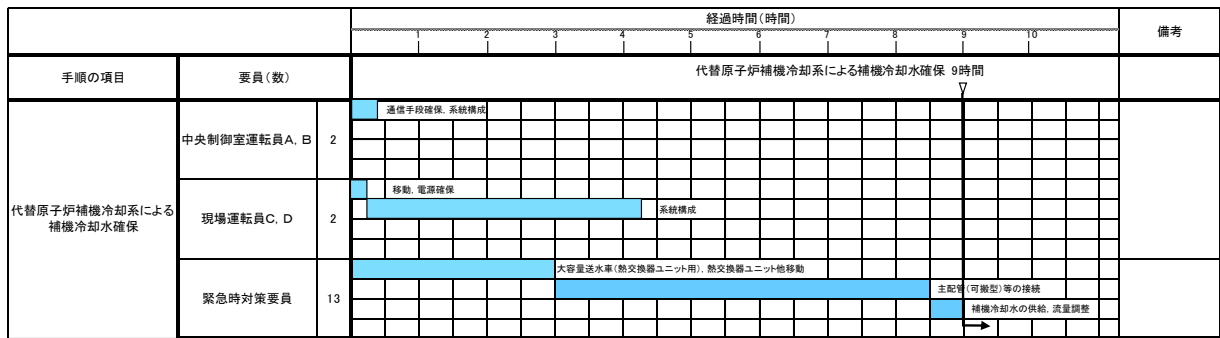 経過時間(時間)
備考
1 2 3 4 5 6 7 8 9 10
手順の項目
要員(数)
代替原子炉補機冷却系による補機冷却水確保 9時間
代替原子炉補機冷却系による
補機冷却水確保
中央制御室運転員A, B
2
通信手段確保, 系統構成
現場運転員C, D
2
移動, 電源確保
系統構成
緊急時対策要員
13
大容量送水車(熱交換器ユニット用), 熱交換器ユニット他移動
主配管(可搬型)等の接続
補機冷却水の供給, 流量調整